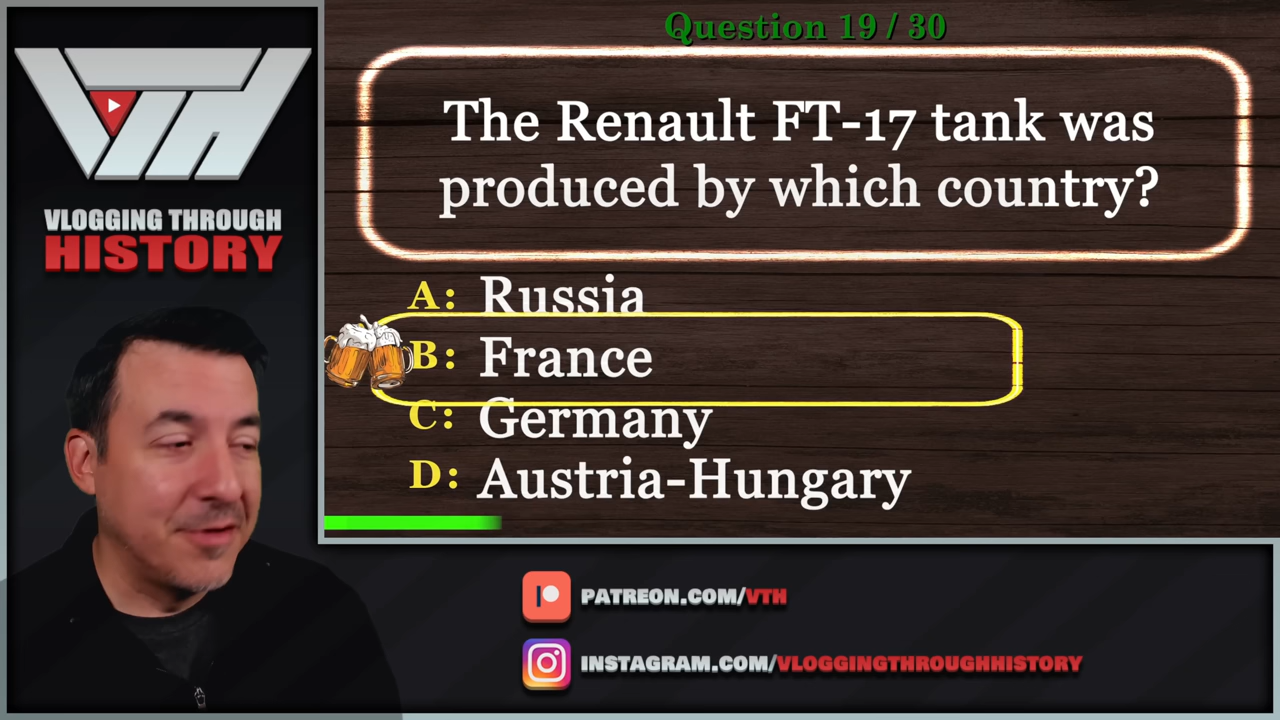 VTH
VLOGGING THROUGH
HISTORY
Question 19 / 30
The Renault FT-17 tank was
produced by which country?
A: Russia
B: France
C: Germany
D: Austria-Hungary
PATREON.COM/VTH
INSTAGRAM.COM/VLOGGINGTHROUGHHISTORY